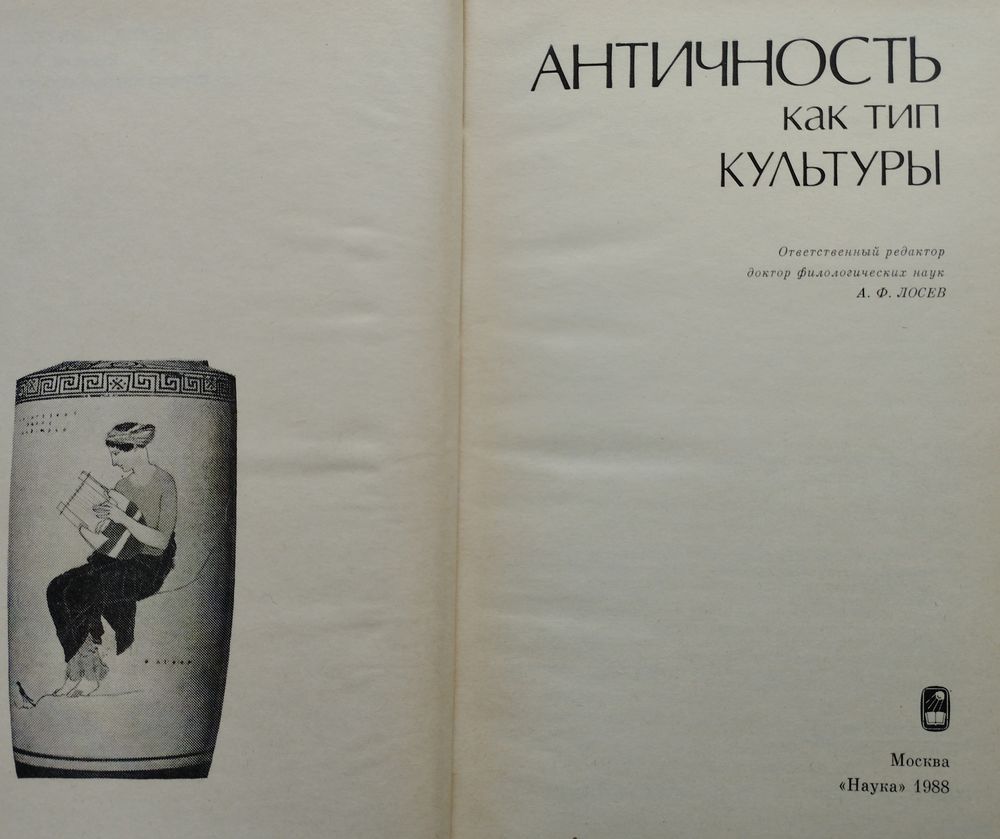 АНТИЧНОСТЬ
как тип
КУЛЬТУРЫ
Ответственный редактор
доктор филологических наук
А. Ф. ЛОСЕВ
Москва
«Наука» 1988